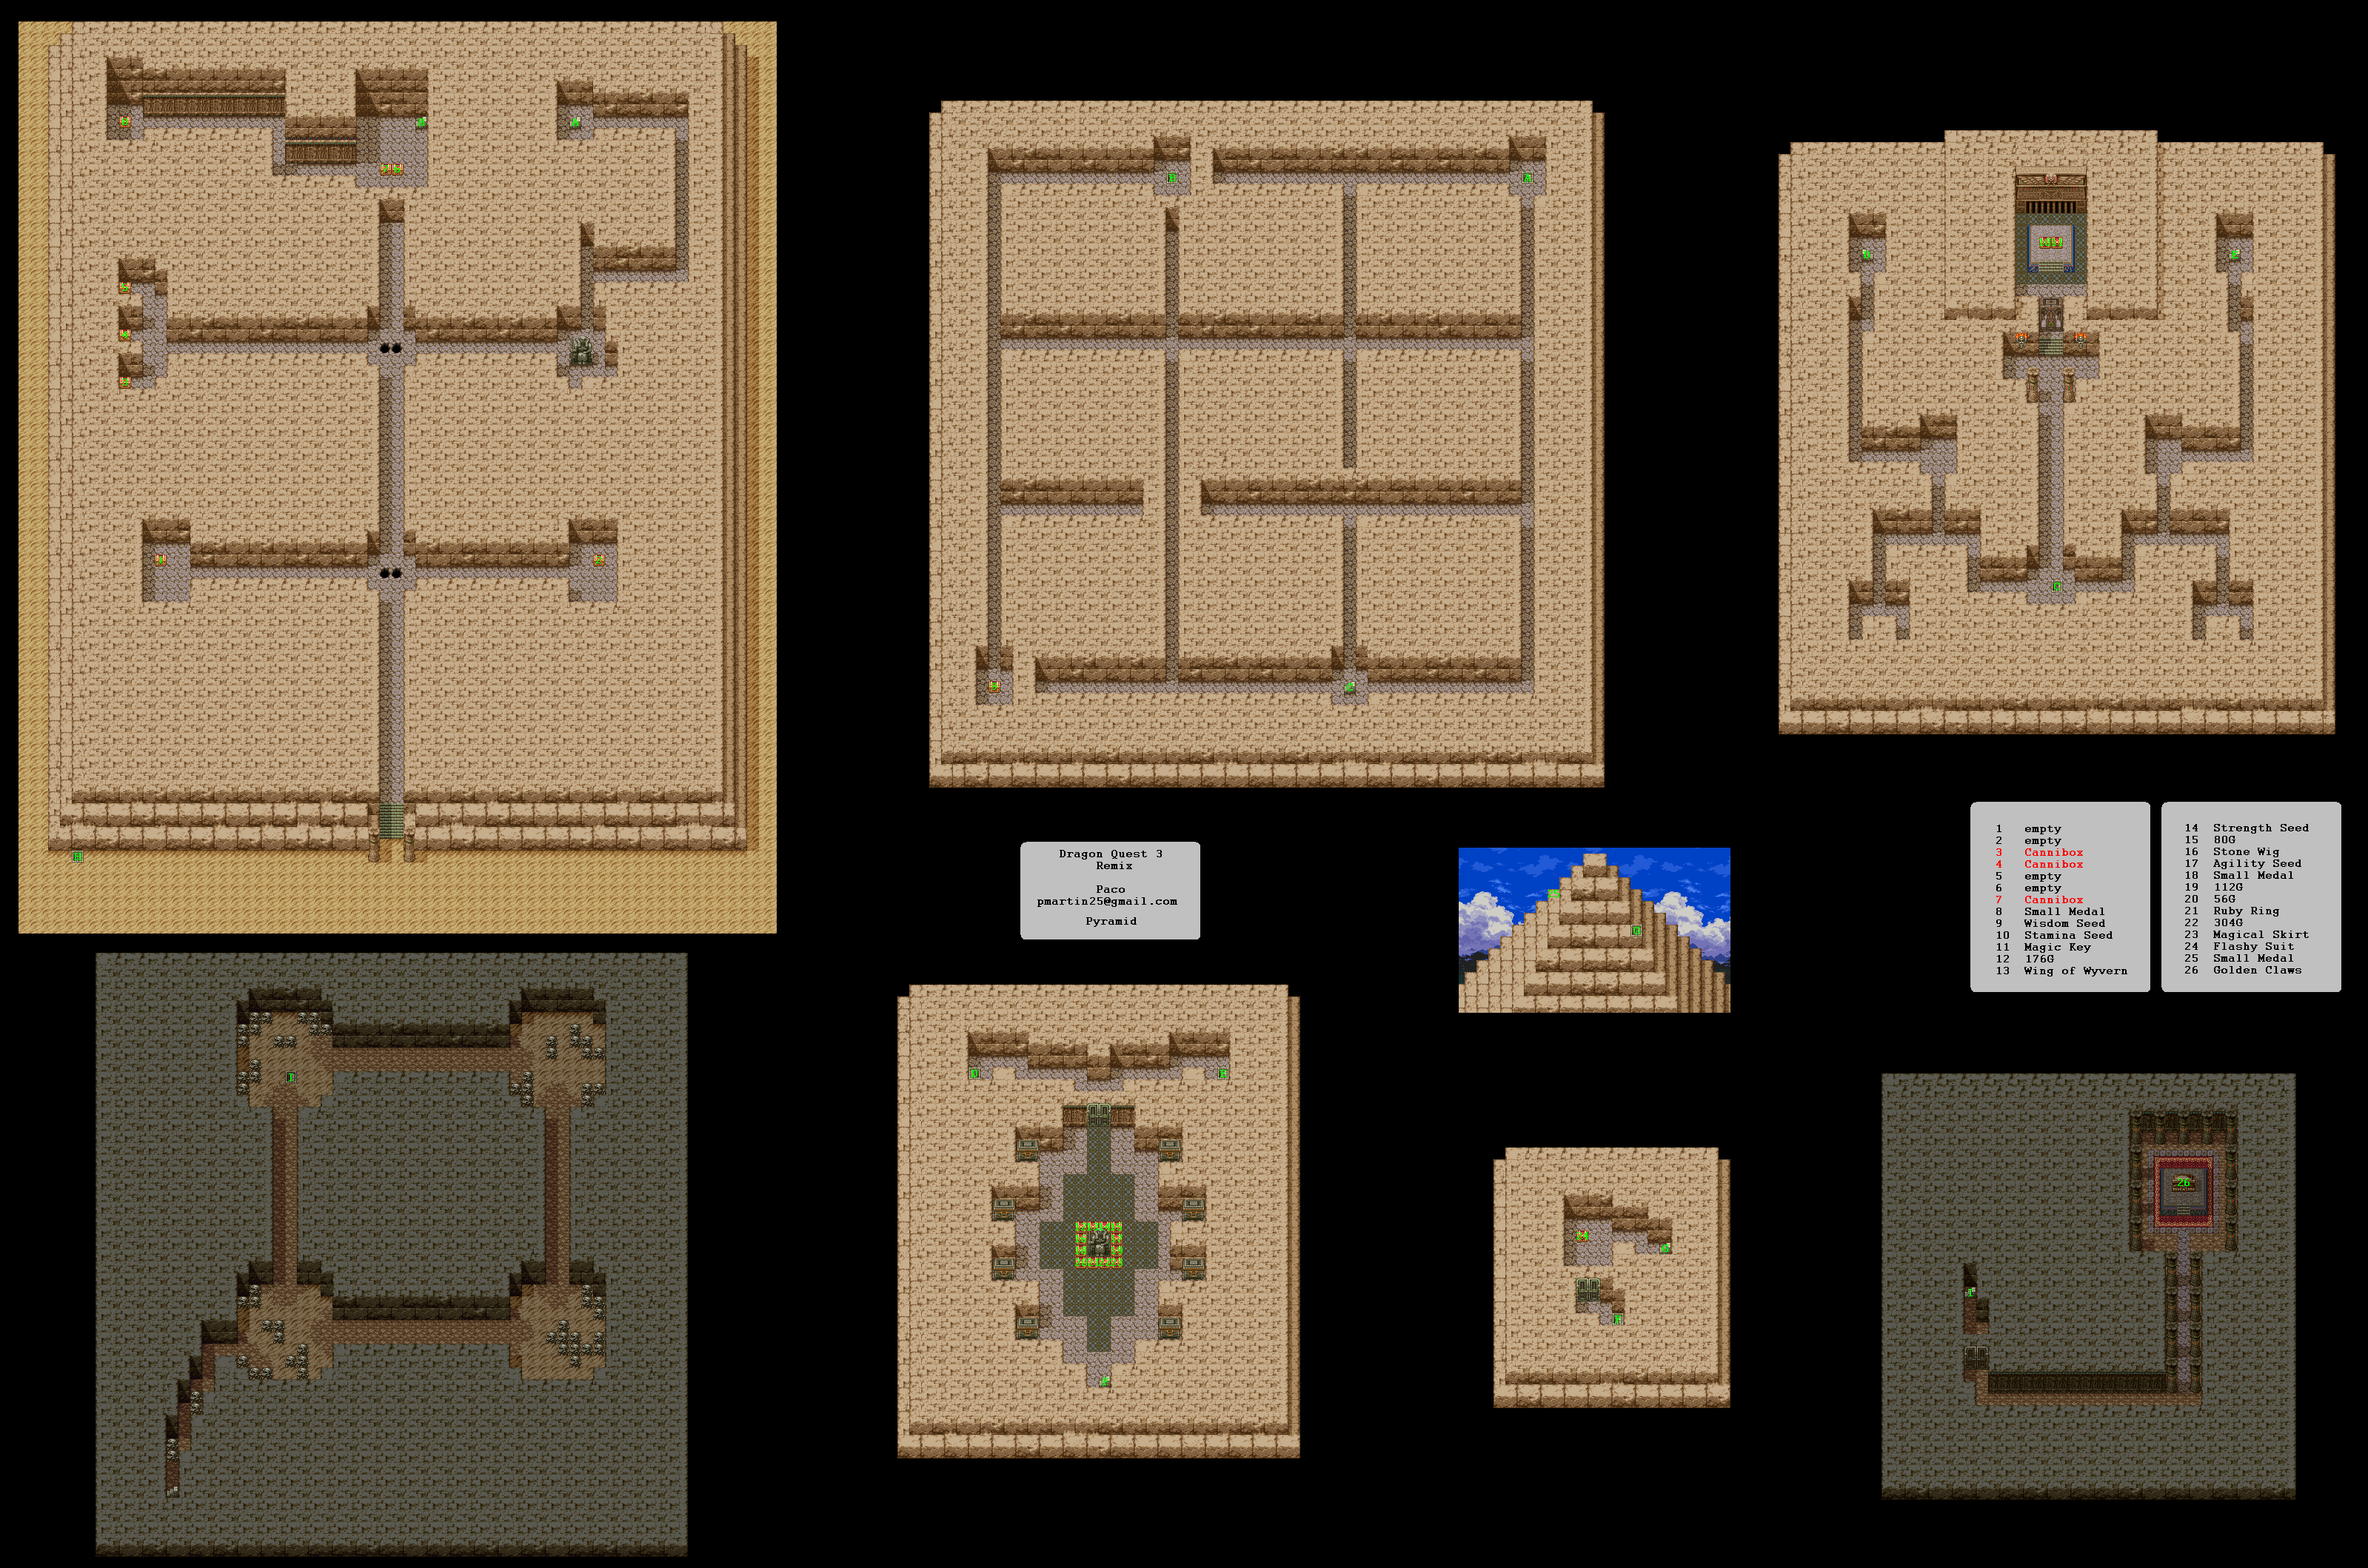 Dragon Quest 3
Remix
Paco
pmartin25@gmail.com
Pyramid
1 empty
2 empty
3 Cannibox
4 Cannibox
5 empty
6 empty
7 Cannibox
8 Small Medal
9 Wisdom Seed
10 Stamina Seed
11 Magic Key
12 176G
13 Wing of Wyvern
14 Strength Seed
15 80G
16 Stone Wig
17 Agility Seed
18 Small Medal
19 112G
20 56G
21 Ruby Ring
22 304G
23 Magical Skirt
24 Flashy Suit
25 Small Medal
26 Golden Claws
26